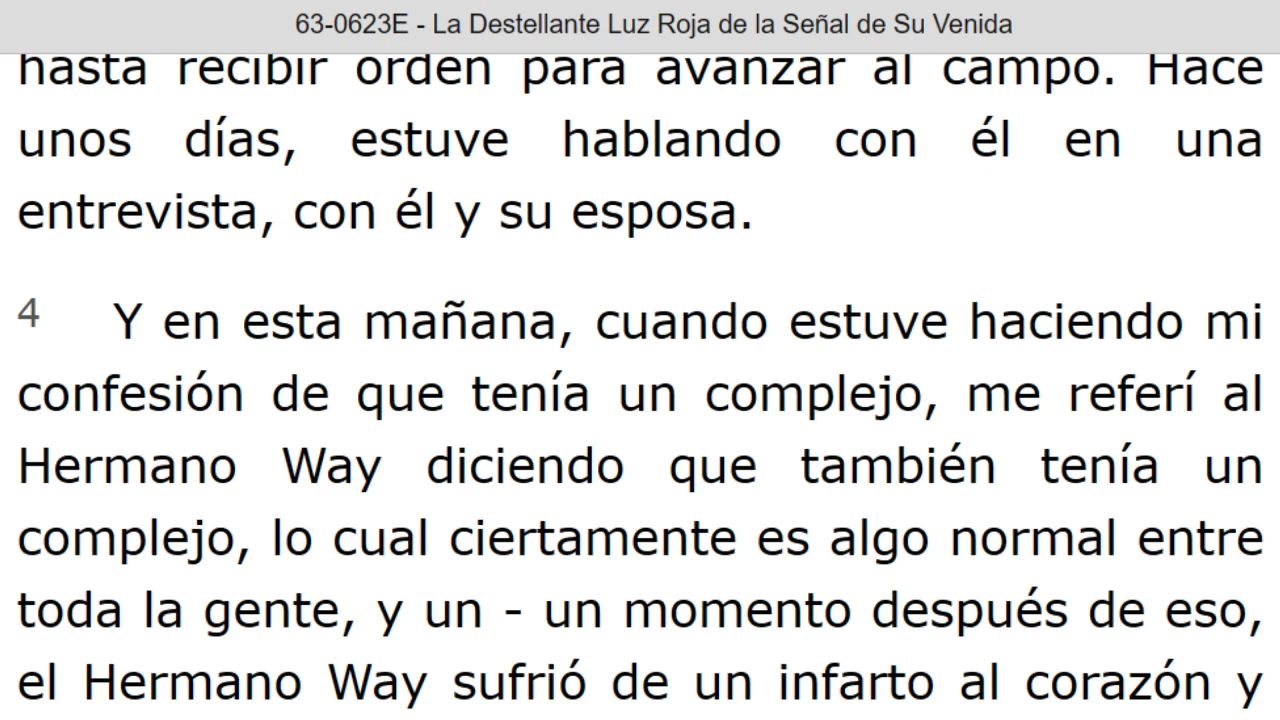 63-0623E - La Destellante Luz Roja de la Señal de Su Venida
hasta recibir orden para avanzar al campo. Hace
unos días, estuve hablando con él en una
entrevista, con él y su esposa.
4 Y en esta mañana, cuando estuve haciendo mi
confesión de que tenía un complejo, me referí al
Hermano Way diciendo que también tenía un
complejo, lo cual ciertamente es algo normal entre
toda la gente, y un - un momento después de eso,
el Hermano Way sufrió de un infarto al corazón y